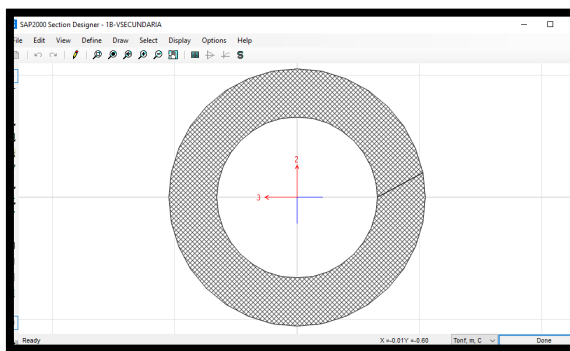 SAP2000 Section Designer - 1B-VSECUNDARIA
File Edit View Define Draw Select Display Options Help
2
3
Ready
X =-0.01Y =-0.60
Tonf, m, C
Done